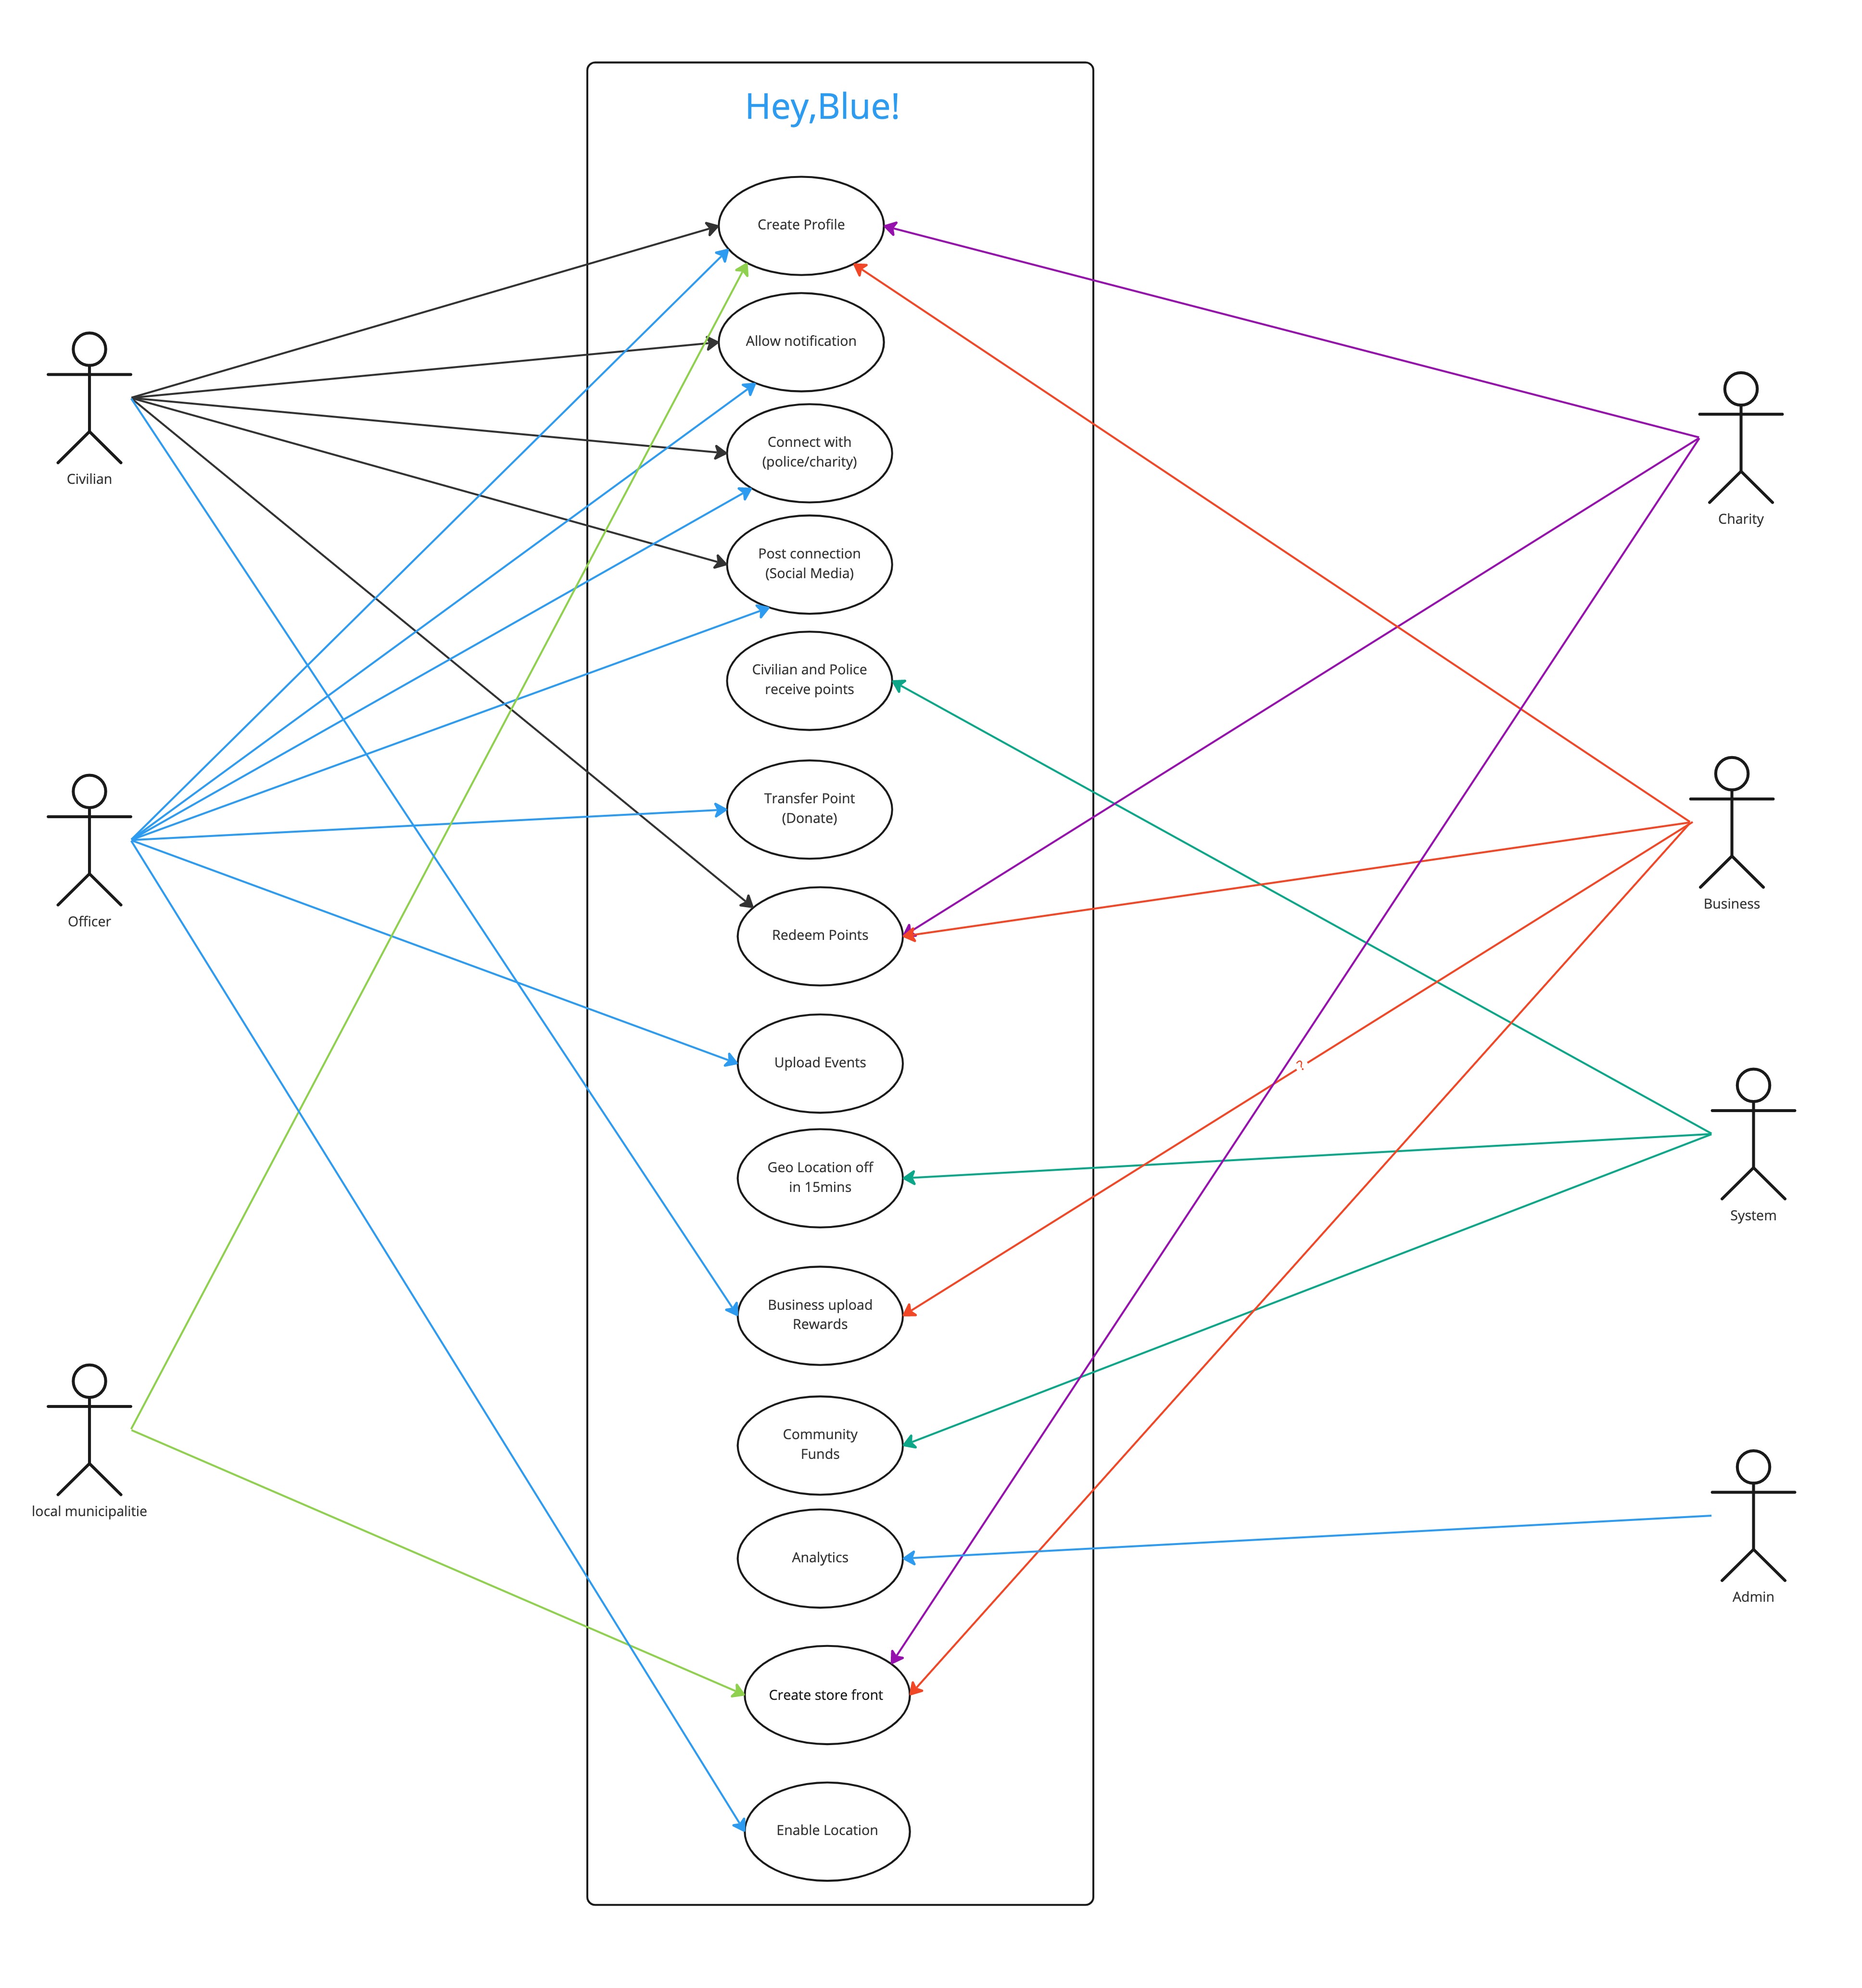 Hey,Blue!
Create Profile
Allow notification
Connect with
(police/charity)
Post connection
(Social Media)
Civilian and Police
receive points
Transfer Point
(Donate)
Redeem Points
Upload Events
Geo Location off
in 15mins
Business upload
Rewards
Community
Funds
Analytics
Create store front
Enable Location
Civilian
Officer
local municipalitie
Charity
Business
?
System
Admin